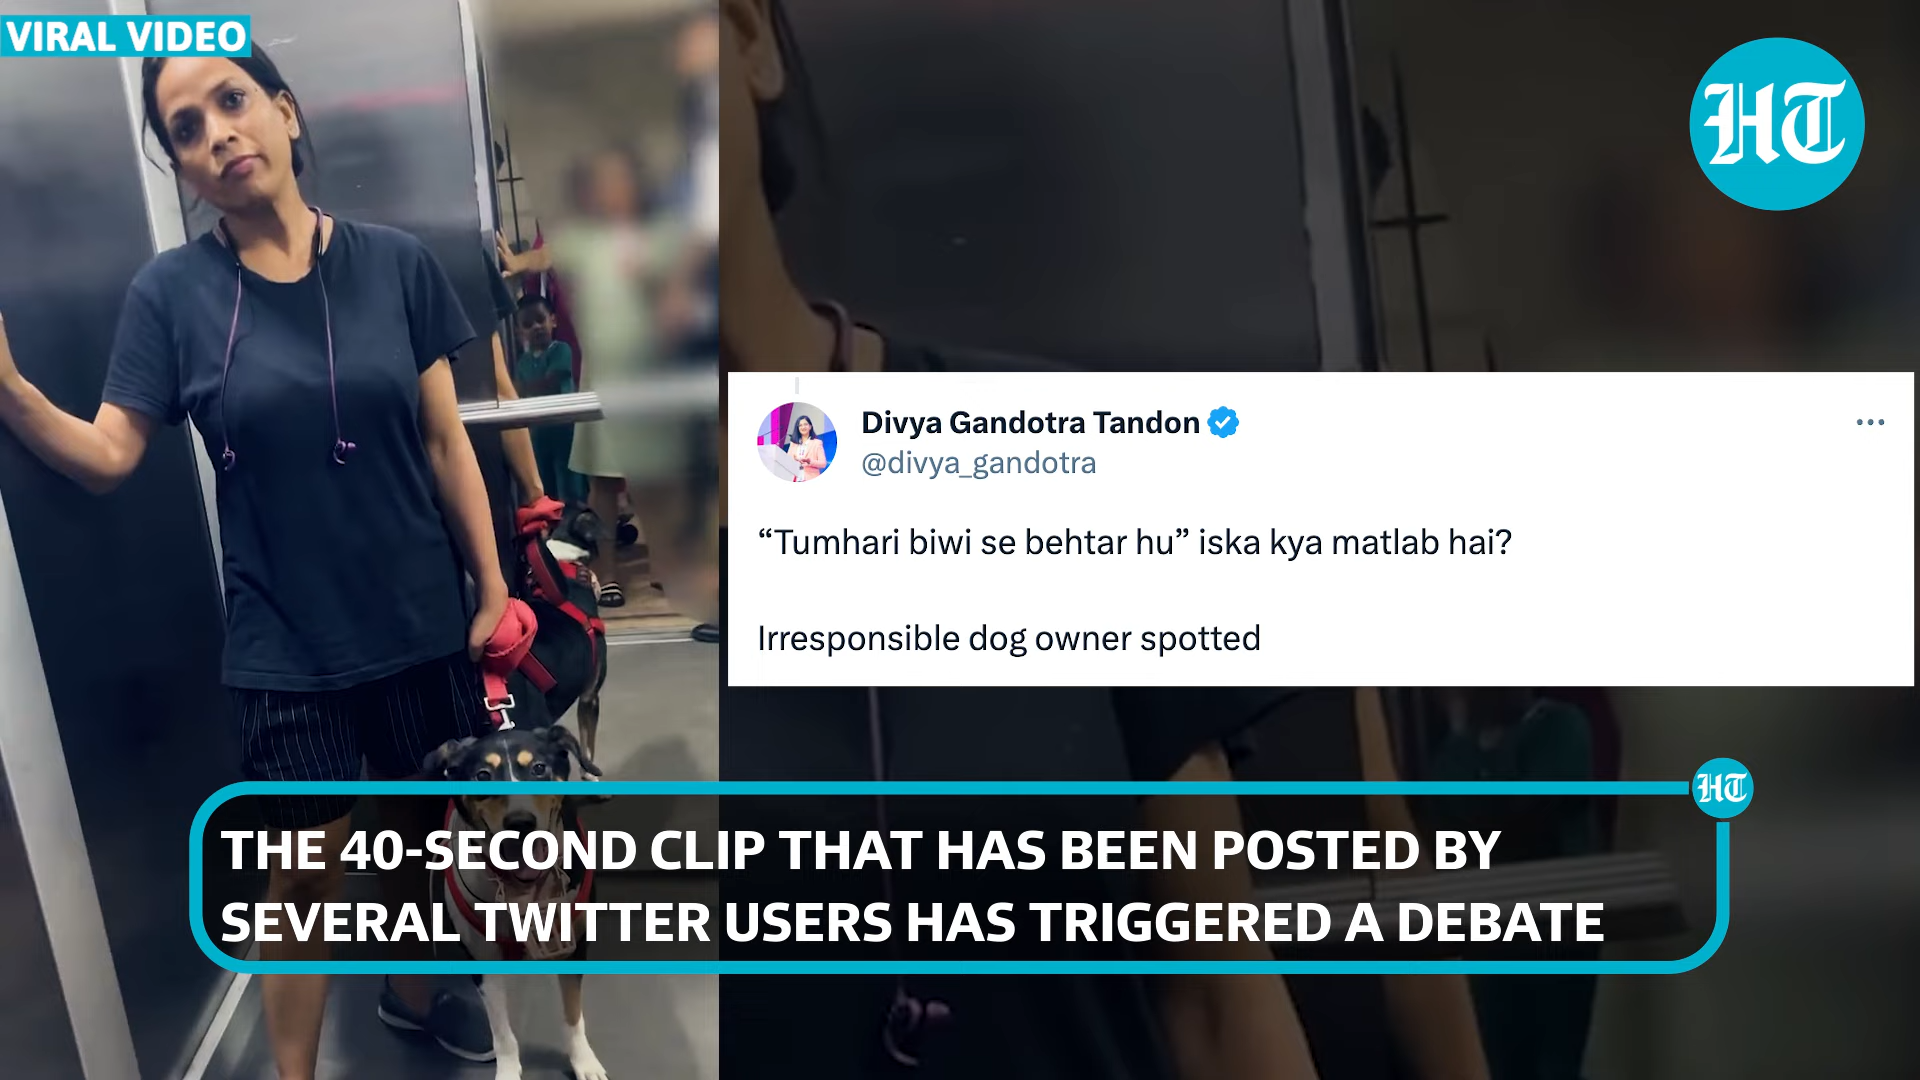 VIRAL VIDEO
HT
Divya Gandotra Tandon
@divya_gandotra
“Tumhari biwi se behtar hu” iska kya matlab hai?
Irresponsible dog owner spotted
HT
THE 40-SECOND CLIP THAT HAS BEEN POSTED BY
SEVERAL TWITTER USERS HAS TRIGGERED A DEBATE